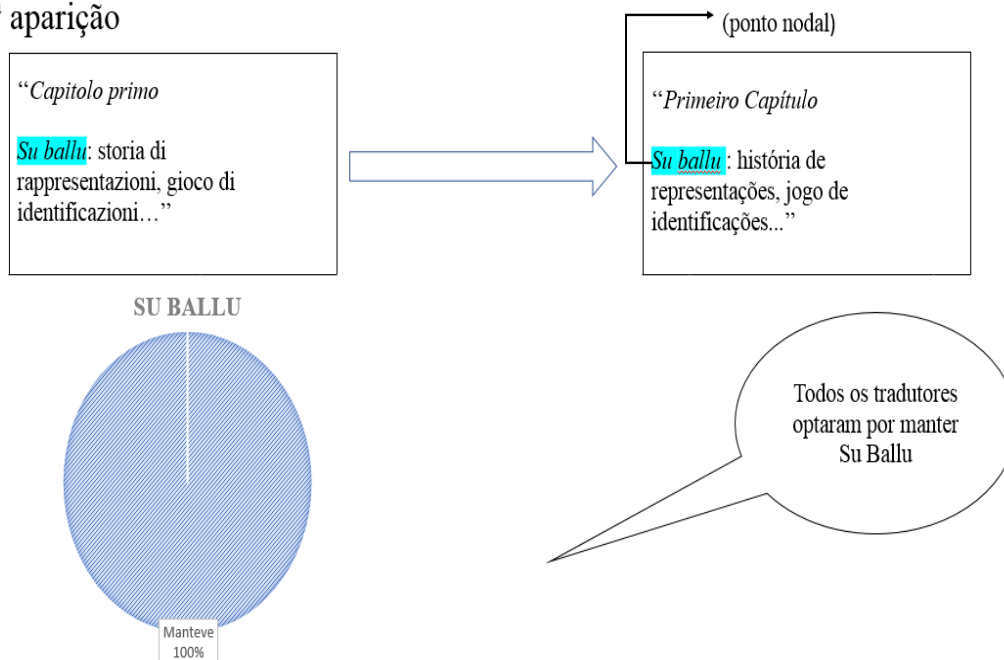 aparição
(ponto nodal)
“Capitolo primo
Su ballu: storia di
rappresentazioni, gioco di
identificazioni…”
“Primeiro Capítulo
Su ballu : história de
representações, jogo de
identificações...”
SU BALLU
Manteve
100%
Todos os tradutores
optaram por manter
Su Ballu